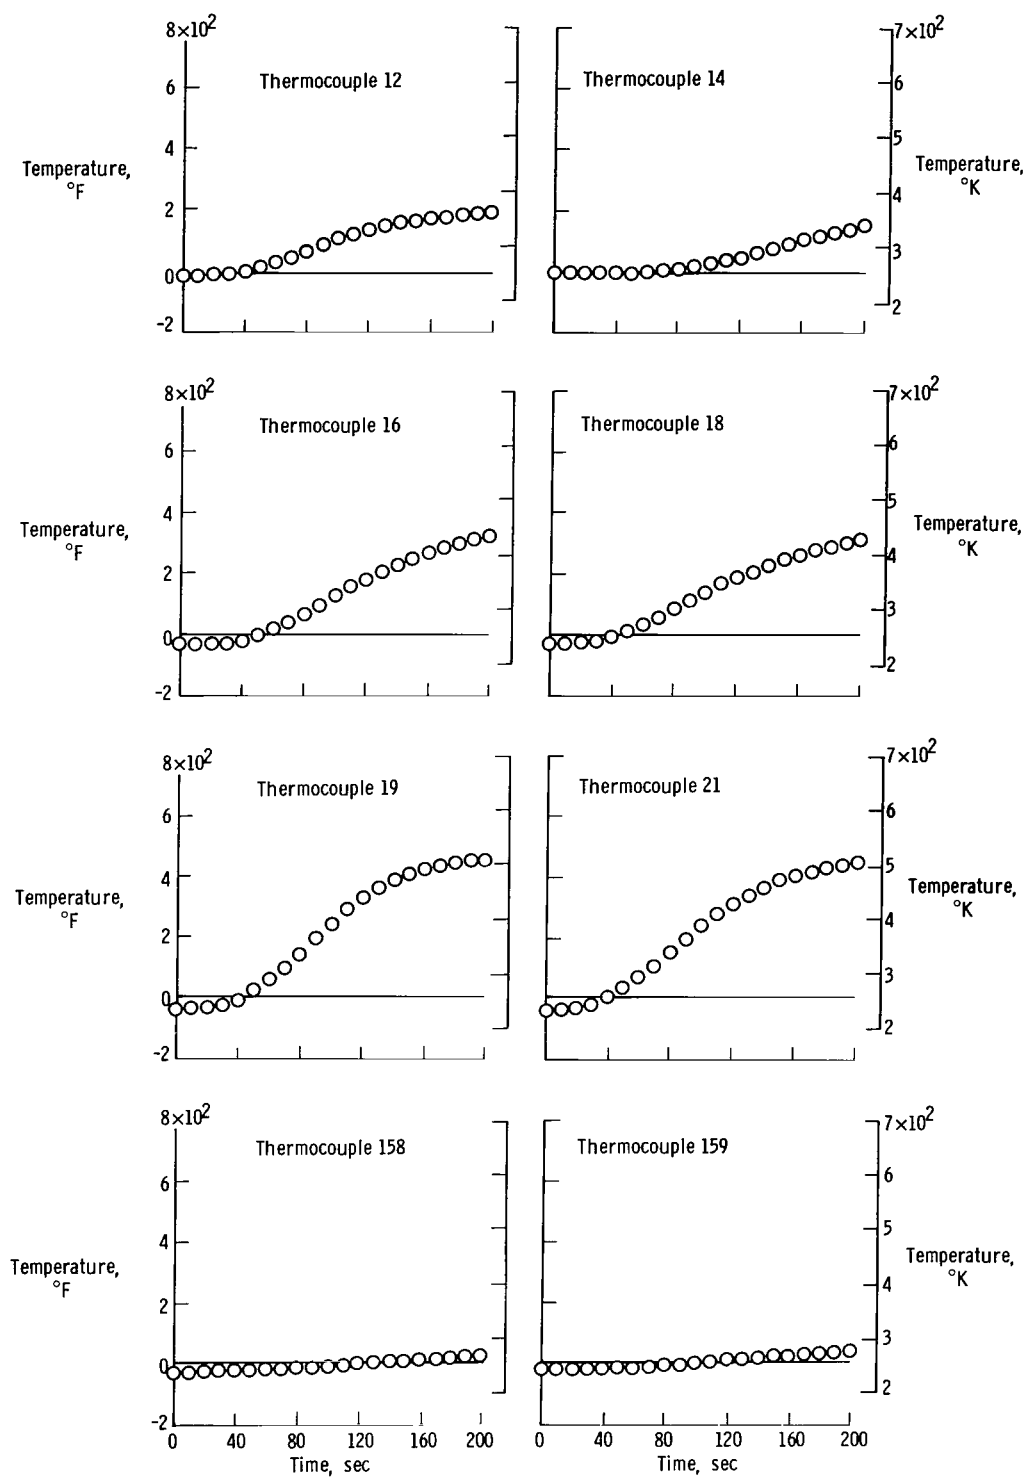 8×10²
7×10²
Thermocouple 12
Thermocouple 14
6
6
5
4
Temperature,
°F
Temperature,
°K
4
2
3
0
2
-2
8×10²
7×10²
Thermocouple 16
Thermocouple 18
6
6
5
4
Temperature,
°F
Temperature,
°K
4
2
3
0
2
-2
8×10²
7×10²
Thermocouple 19
Thermocouple 21
6
6
4
5
Temperature,
°F
Temperature,
°K
4
2
3
0
2
-2
8×10²
7×10²
Thermocouple 158
Thermocouple 159
6
6
5
4
Temperature,
°F
Temperature,
°K
4
2
3
0
2
-2
0 40 80 120 160 200
0 40 80 120 160 200
Time, sec
Time, sec